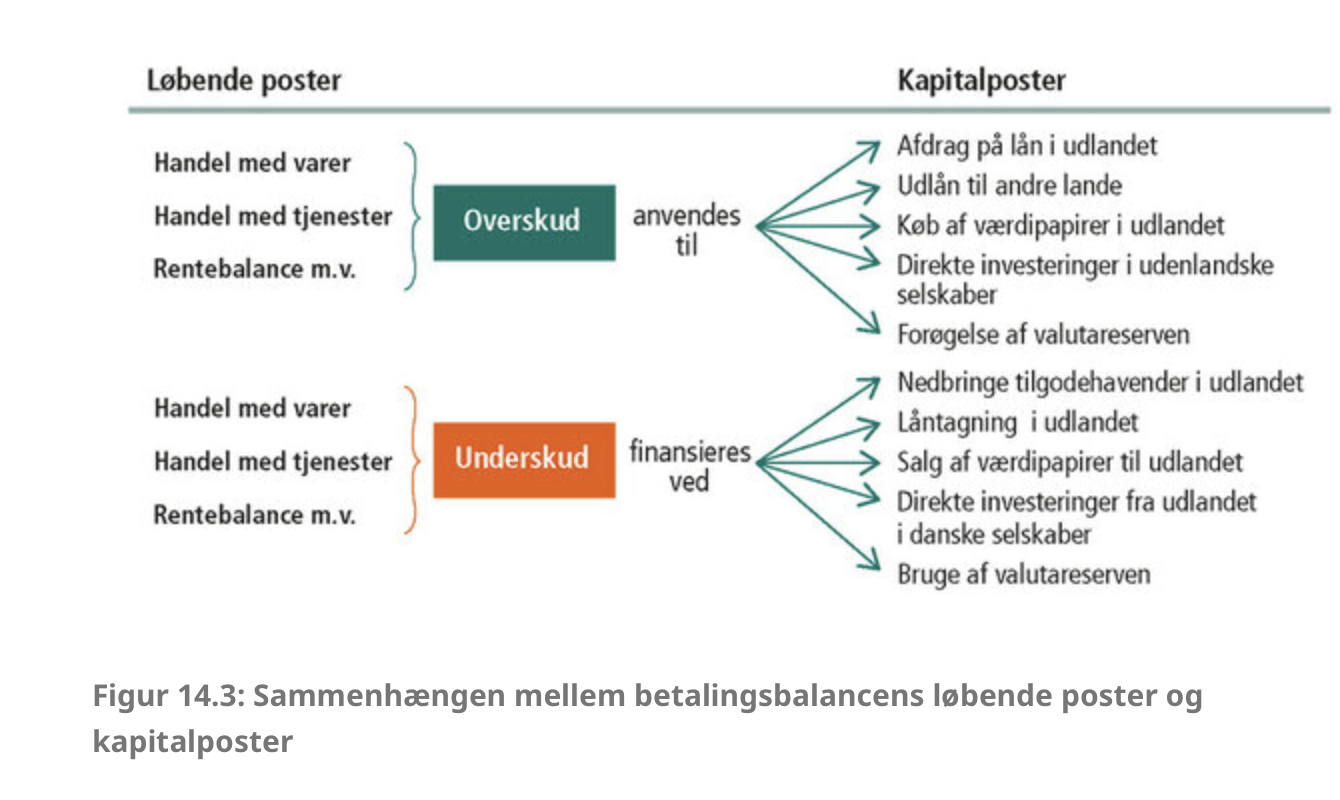 Løbende poster
Kapitalposter
Handel med varer
Handel med tjenester
Rentebalance m.v.
Overskud
anvendes
til
Afdrag på lån i udlandet
Udlån til andre lande
Køb af værdipapirer i udlandet
Direkte investeringer i udenlandske
selskaber
Forøgelse af valutareserven
Handel med varer
Handel med tjenester
Rentebalance m.v.
Underskud
finansieres
ved
Nedbringe tilgodehavender i udlandet
Låntagning i udlandet
Salg af værdipapirer til udlandet
Direkte investeringer fra udlandet
i danske selskaber
Bruge af valutareserven
Figur 14.3: Sammenhængen mellem betalingsbalancens løbende poster og
kapitalposter